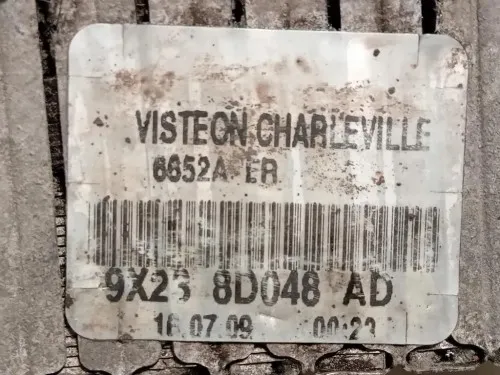 VISTEON CHARLEVILLE
6652A ER
9X23 8D048 AD
16.07.09 00:23